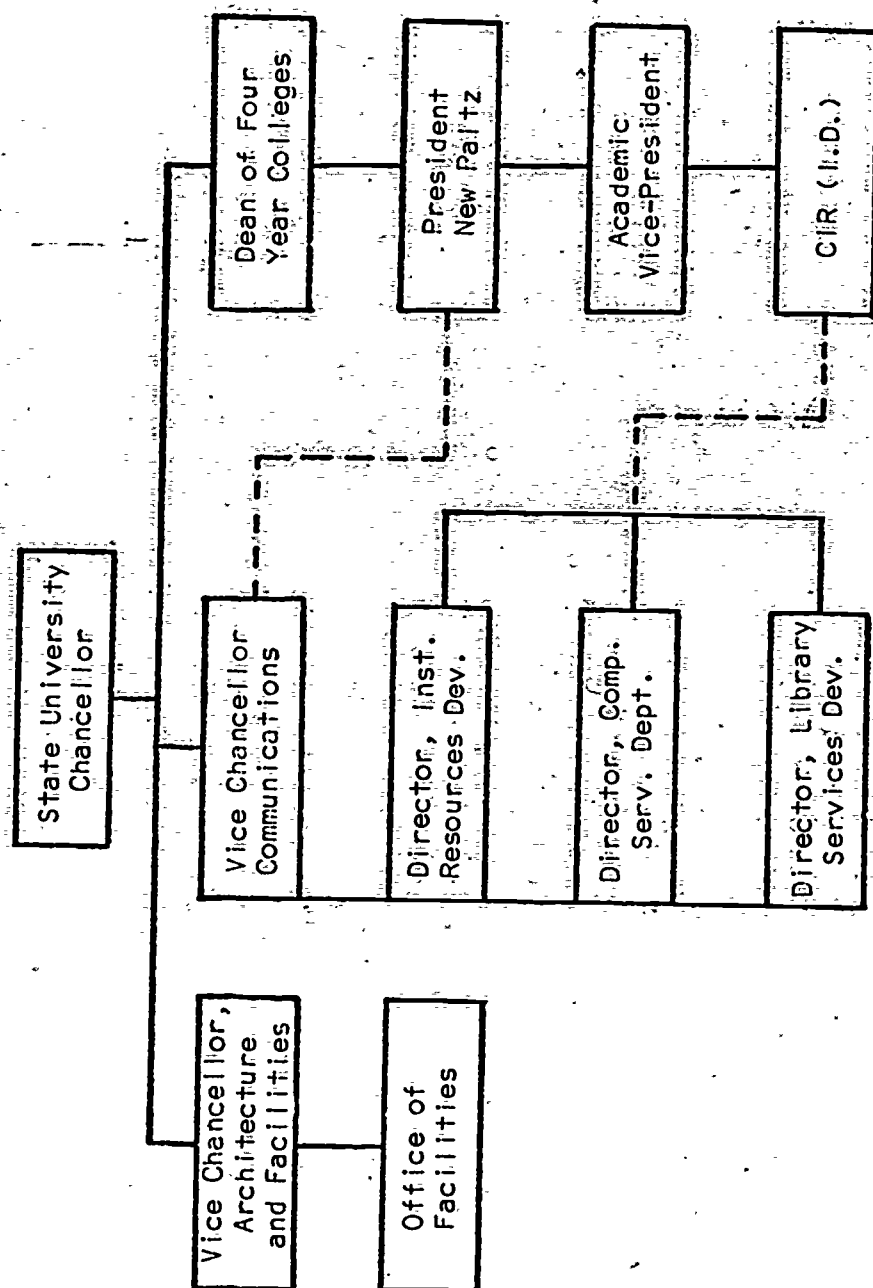 State University
Chancellor
Vice Chancellor,
Architecture
and Facilities
Office of
Facilities
Vice Chancellor
Communications
Director, Inst.
Resources Dev.
Director, Comp.
Serv. Dept.
Director, Library
Services Dev.
Dean of Four
Year Colleges
President
New Paltz
Academic
Vice-President
CIR (I.D.)